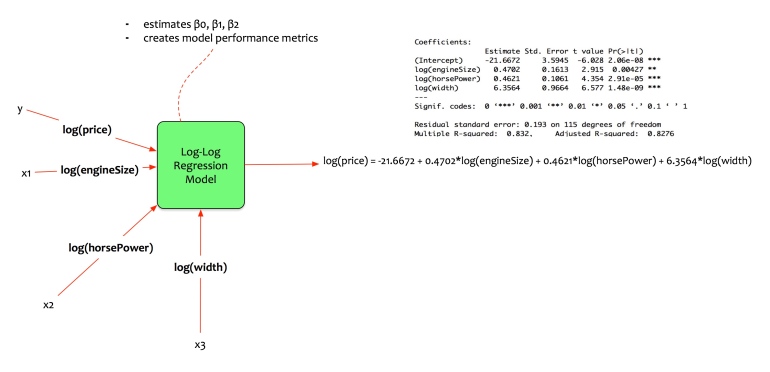 - estimates β0, β1, β2
- creates model performance metrics
Coefficients:
Estimate Std. Error t value Pr(>|t|)
(Intercept) -21.6672 3.5945 -6.028 2.06e-08 ***
log(engineSize) 0.4702 0.1613 2.915 0.00427 **
log(horsePower) 0.4621 0.1061 4.354 2.91e-05 ***
log(width) 6.3564 0.9664 6.577 1.48e-09 ***
---
Signif. codes: 0 ‘***’ 0.001 ‘**’ 0.01 ‘*’ 0.05 ‘.’ 0.1 ‘ ’ 1
Residual standard error: 0.193 on 115 degrees of freedom
Multiple R-squared: 0.832, Adjusted R-squared: 0.8276
y
log(price)
Log-Log
Regression
Model
x1
log(engineSize)
log(price) = -21.6672 + 0.4702*log(engineSize) + 0.4621*log(horsePower) + 6.3564*log(width)
log(horsePower)
log(width)
x2
x3